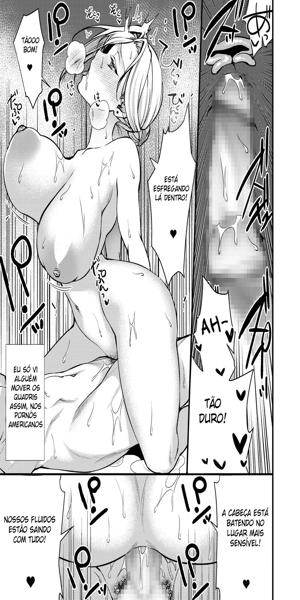 TÃOOO
BOM!
♥
ESTÁ
ESFREGANDO
LÁ DENTRO!
♥
AH-
TÃO
DURO!
EU SÓ VI
ALGUÉM
MOVER OS
QUADRIS
ASSIM, NOS
PORNÔS
AMERICANOS
A CABEÇA ESTÁ
BATENDO NO
LUGAR MAIS
SENSÍVEL!
♥
NOSSOS FLUIDOS
ESTÃO SAINDO
COM TUDO!
♥